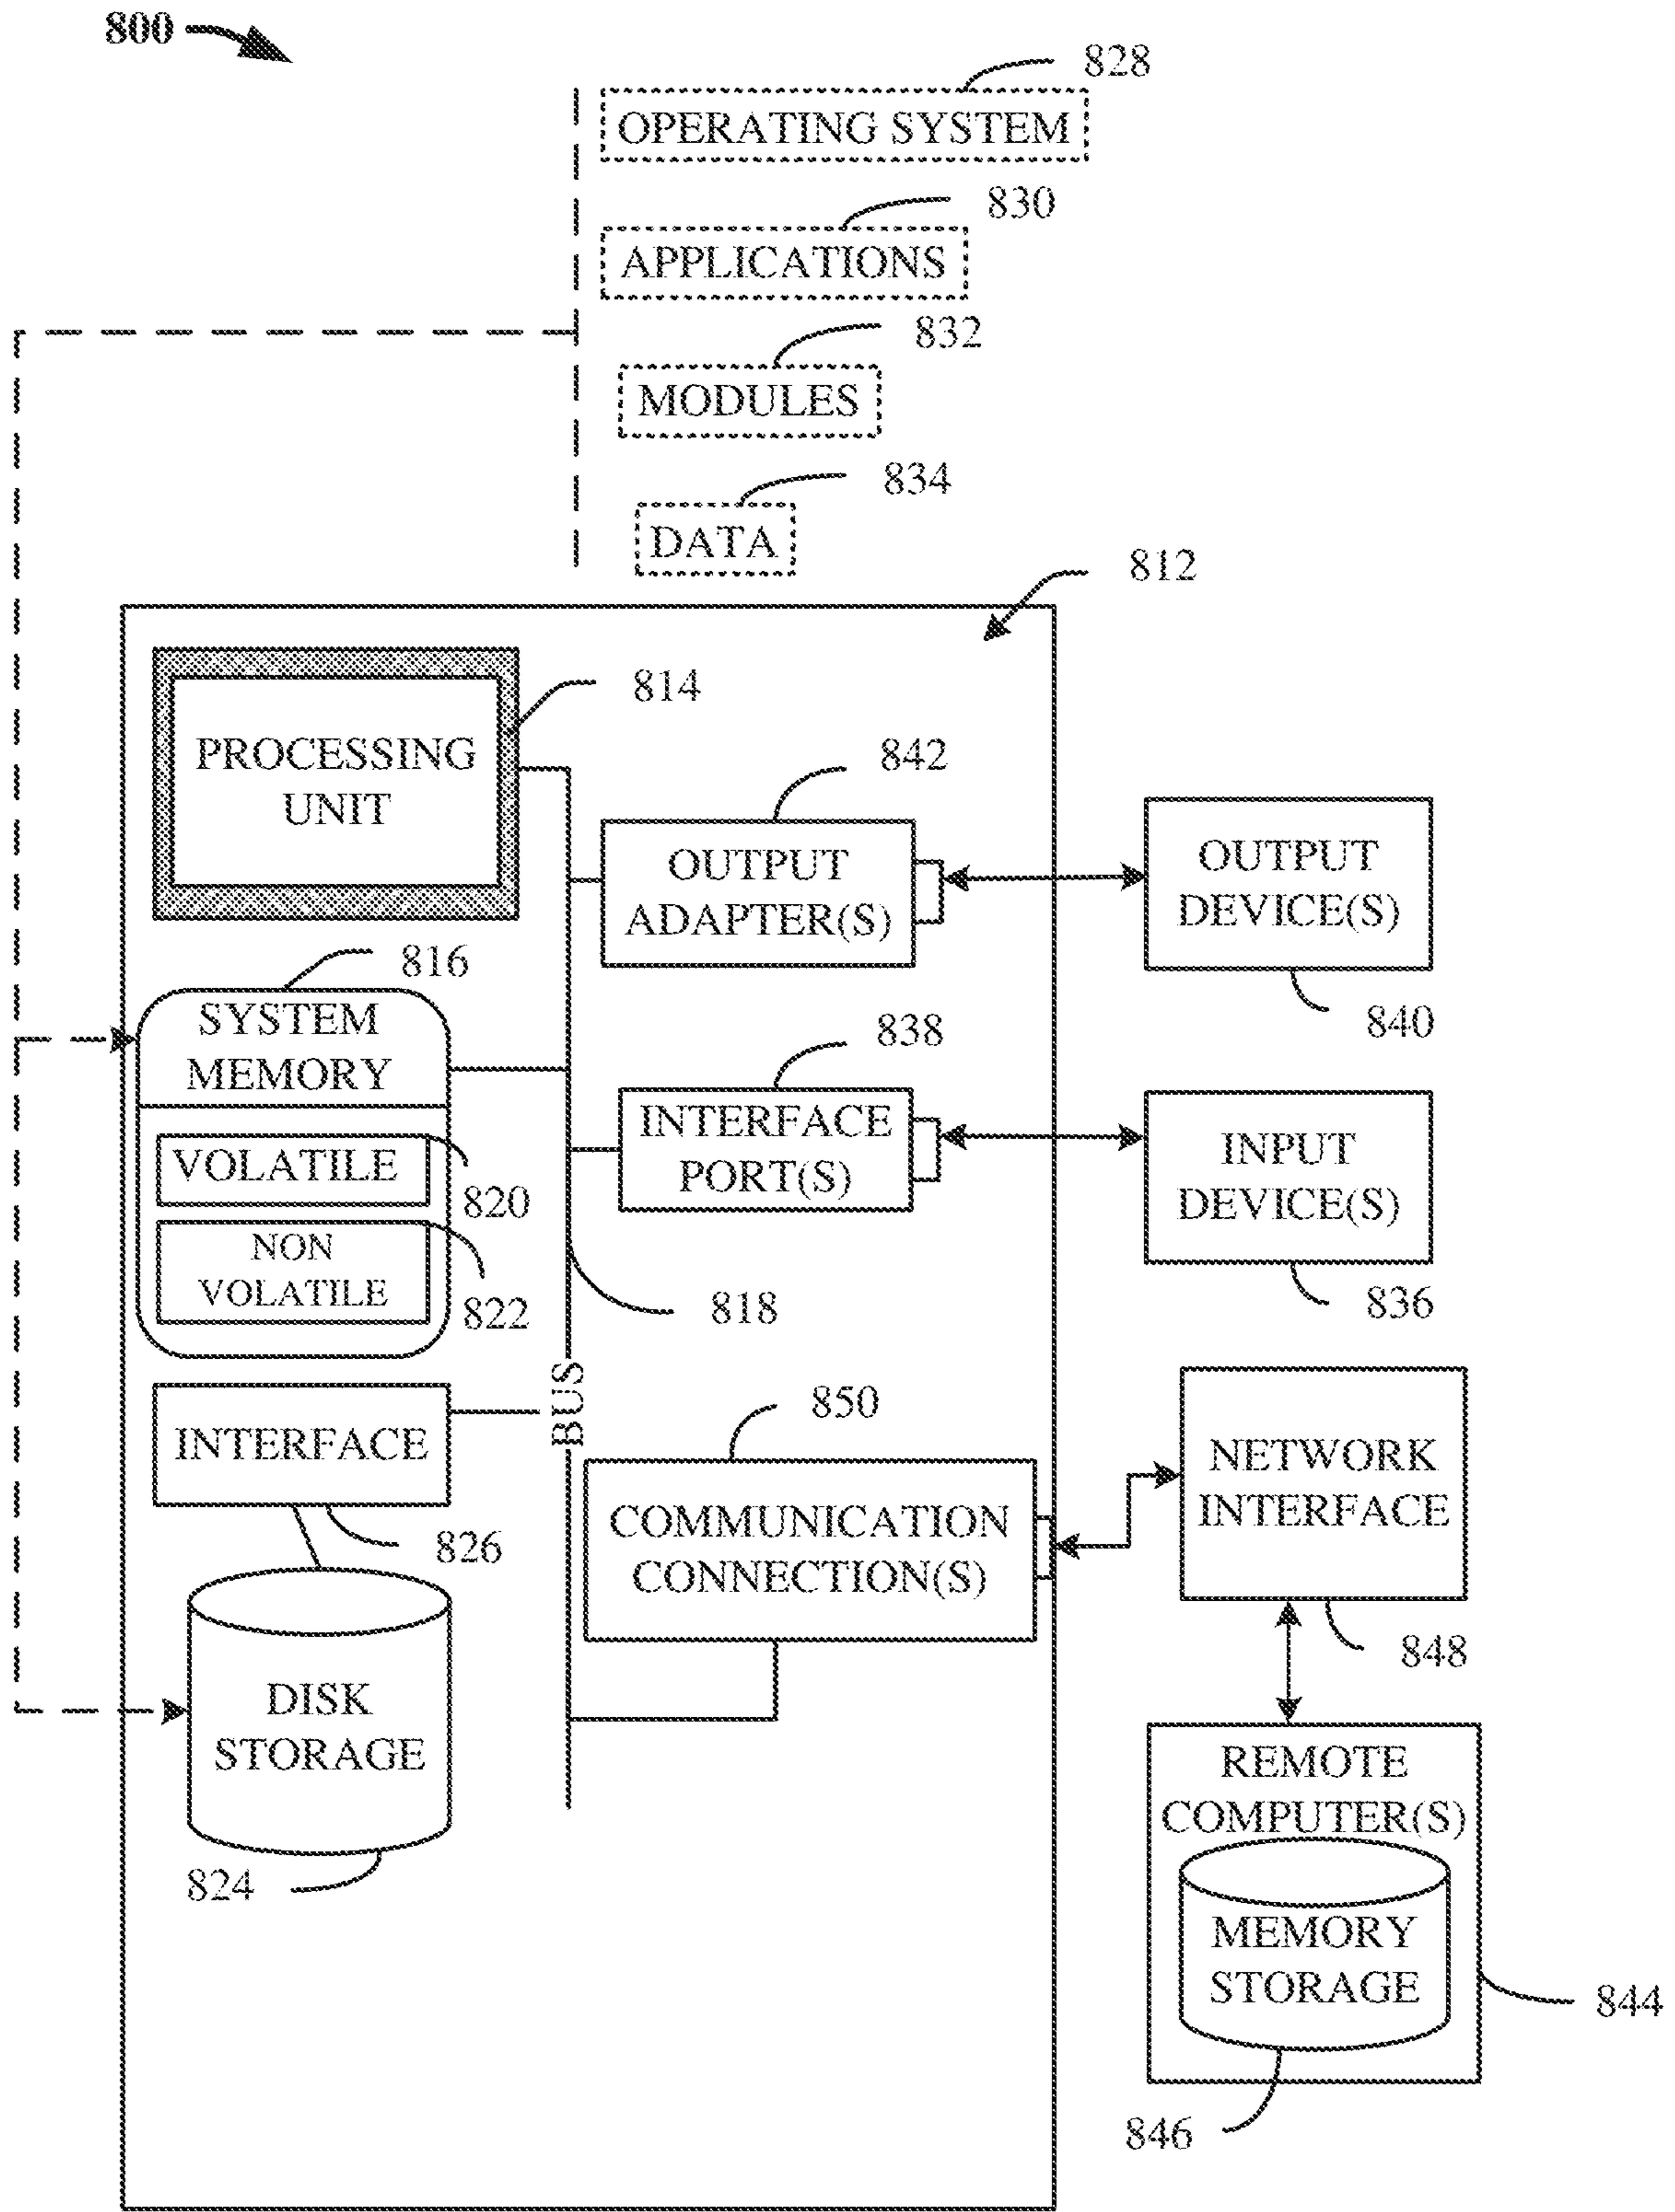 800
828
OPERATING SYSTEM
830
APPLICATIONS
832
MODULES
834
DATA
812
814
PROCESSING
UNIT
842
OUTPUT
ADAPTER(S)
OUTPUT
DEVICE(S)
840
816
SYSTEM
MEMORY
VOLATILE
820
NON
VOLATILE
822
838
INTERFACE
PORT(S)
INPUT
DEVICE(S)
836
818
BUS
INTERFACE
826
850
COMMUNICATION
CONNECTION(S)
NETWORK
INTERFACE
848
DISK
STORAGE
824
REMOTE
COMPUTER(S)
MEMORY
STORAGE
844
846